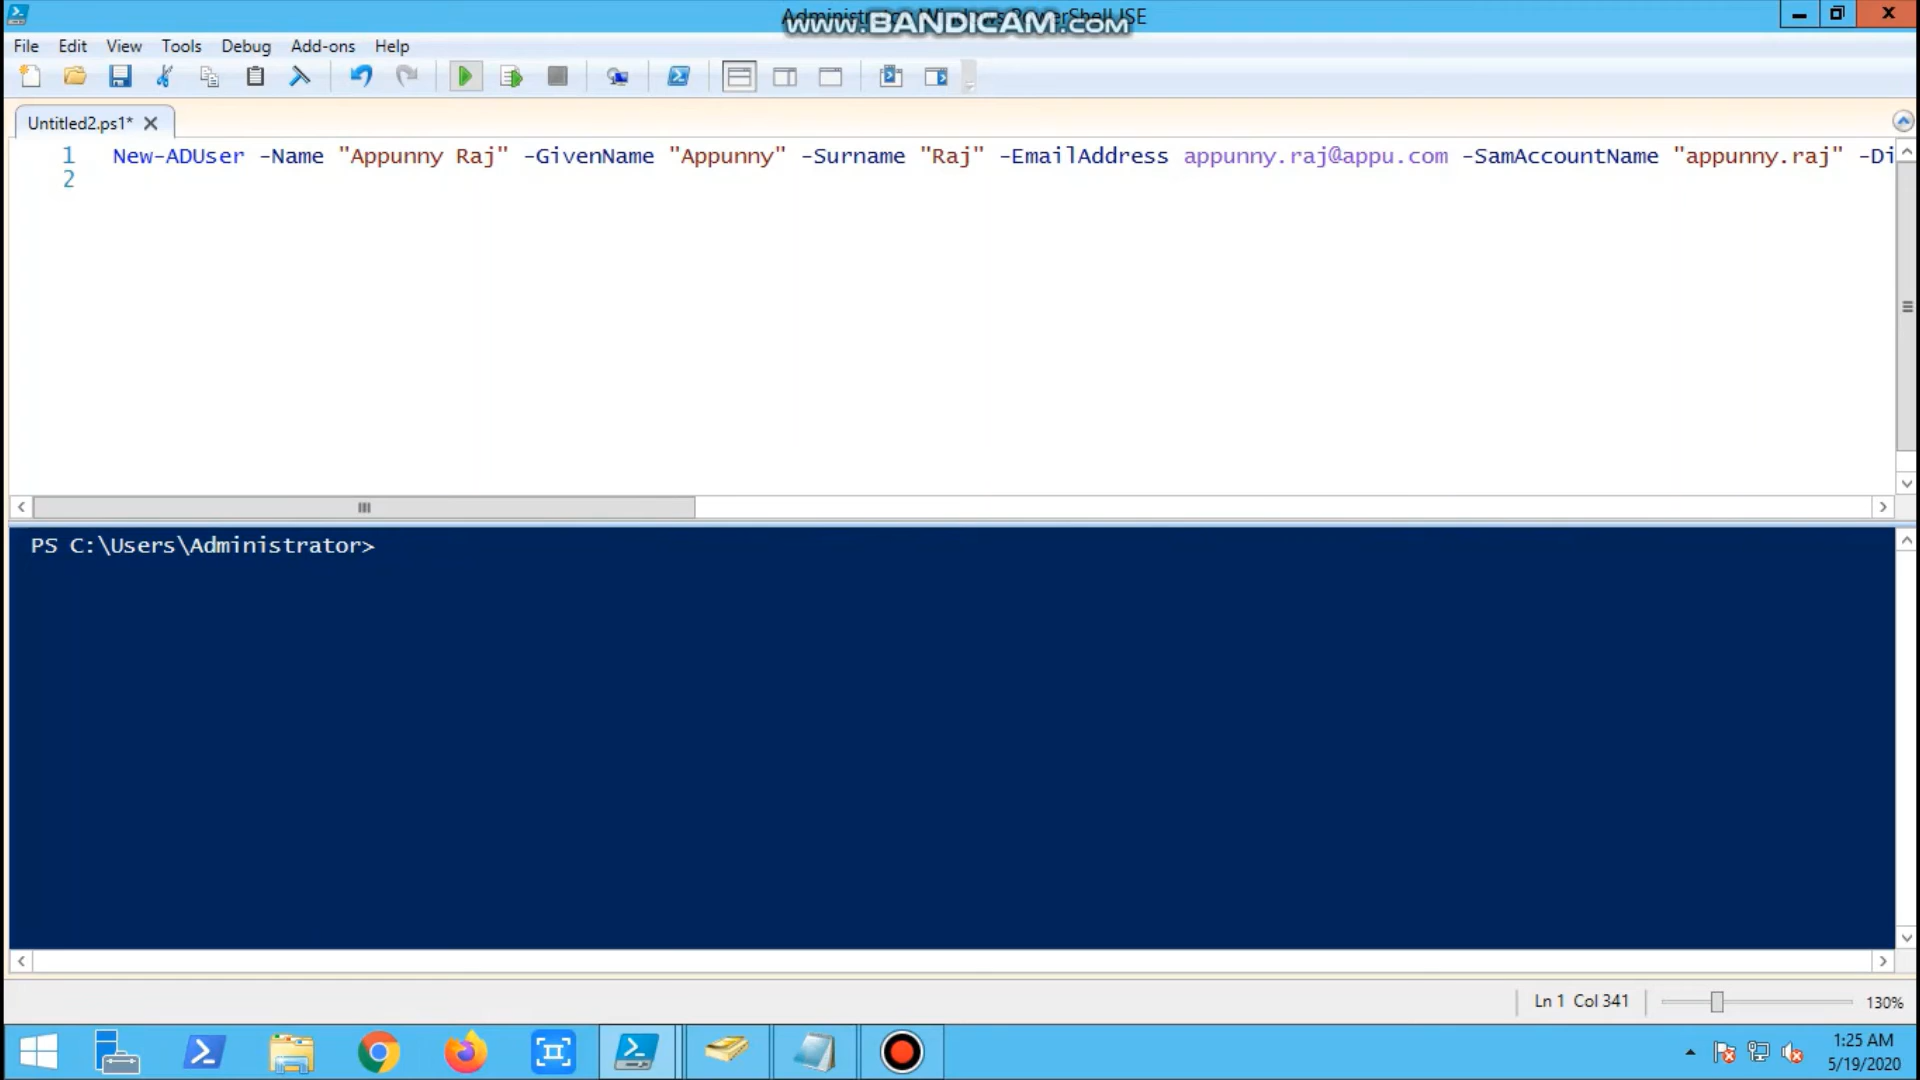 www.BANDICAM.com
File Edit View Tools Debug Add-ons Help
Untitled2.ps1*
1 New-ADUser -Name "Appunny Raj" -GivenName "Appunny" -Surname "Raj" -EmailAddress appunny.raj@appu.com -SamAccountName "appunny.raj" -Di
2
PS C:\Users\Administrator>
Ln 1 Col 341 130%
1:25 AM
5/19/2020